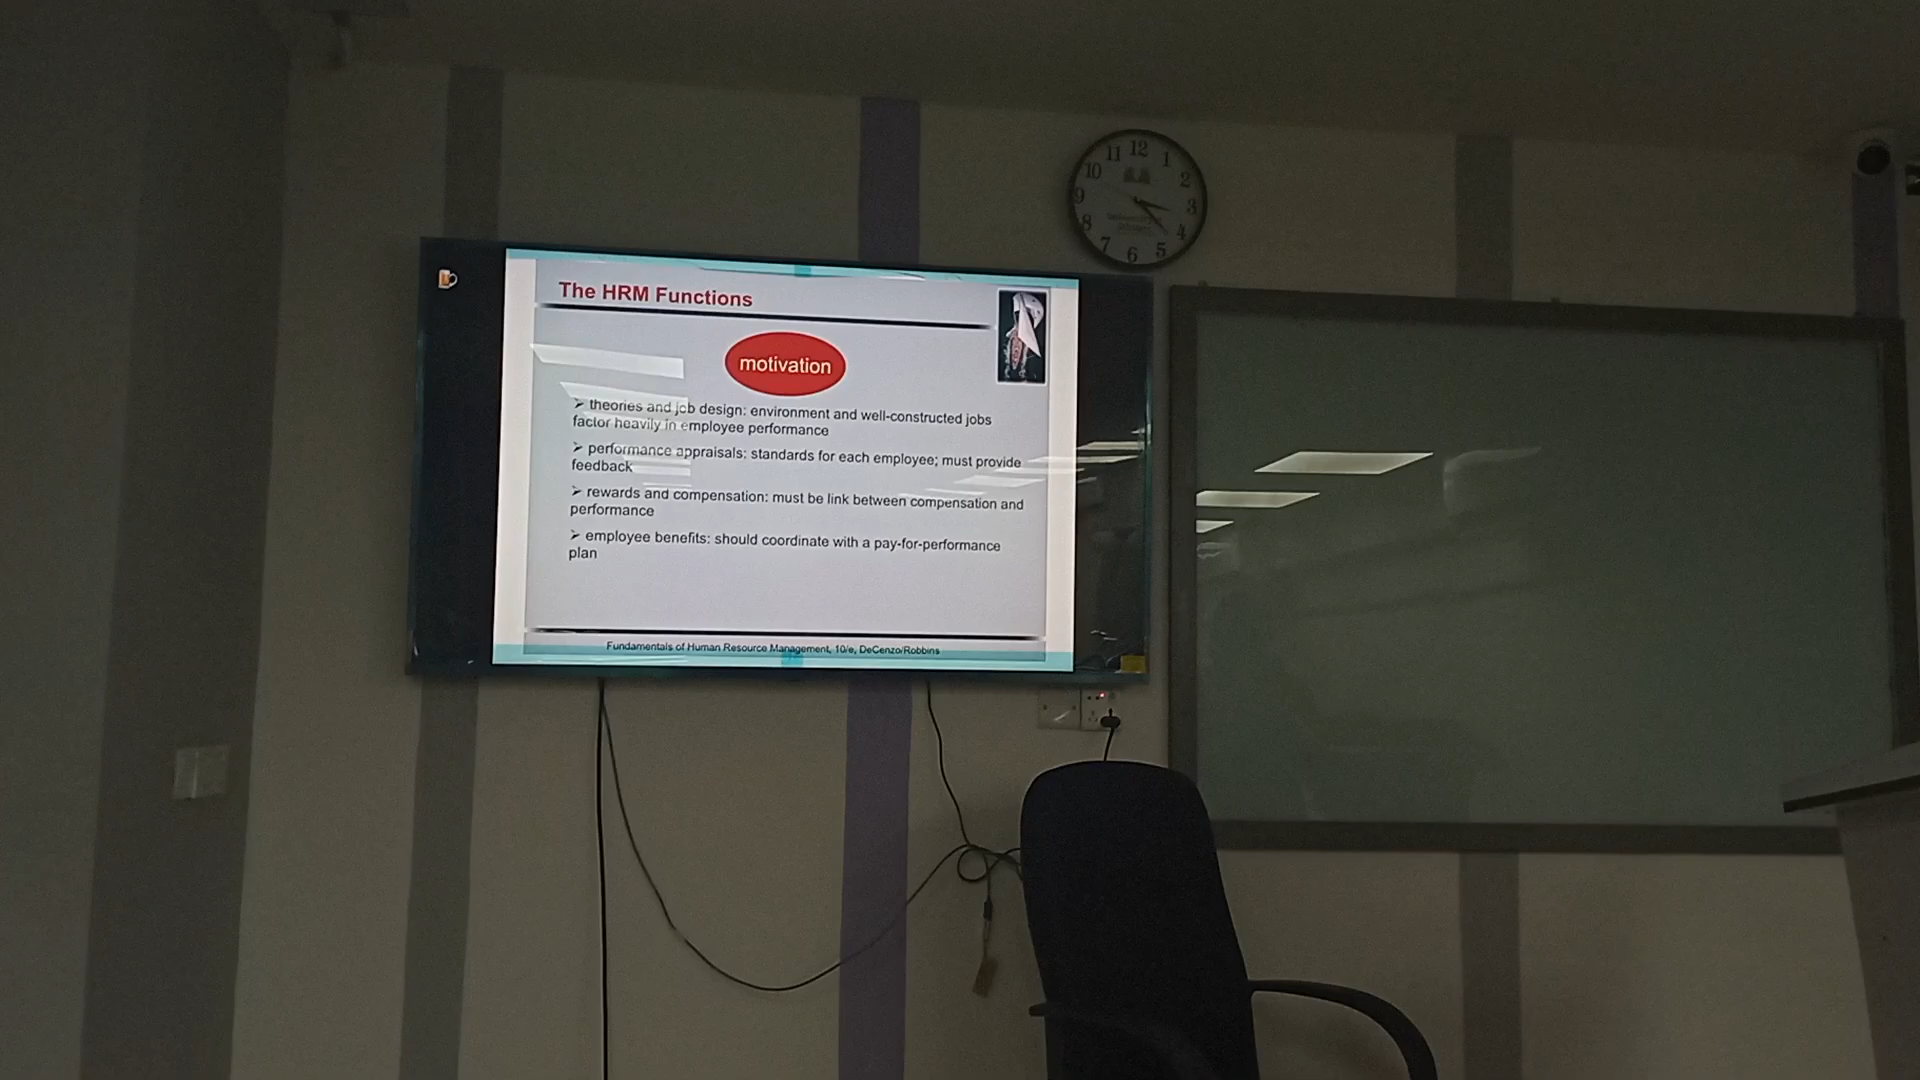 The HRM Functions
motivation
➢ theories and job design: environment and well-constructed jobs
factor heavily in employee performance
➢ performance appraisals: standards for each employee; must provide
feedback
➢ rewards and compensation: must be link between compensation and
performance
➢ employee benefits: should coordinate with a pay-for-performance
plan
Fundamentals of Human Resource Management, 10/e, DeCenzo/Robbins
12
1
2
3
4
5
6
7
8
9
10
11